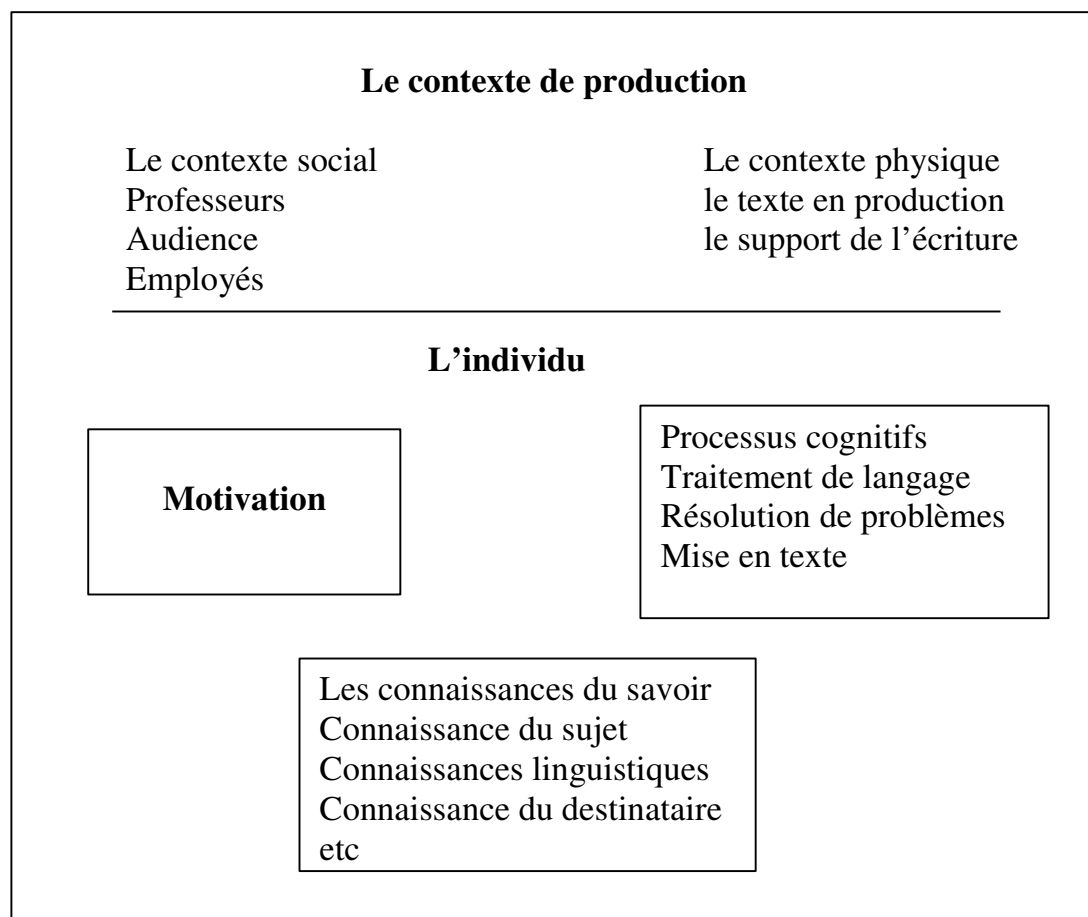 Le contexte de production
Le contexte social
Professeurs
Audience
Employés
Le contexte physique
le texte en production
le support de l’écriture
L’individu
Motivation
Processus cognitifs
Traitement de langage
Résolution de problèmes
Mise en texte
Les connaissances du savoir
Connaissance du sujet
Connaissances linguistiques
Connaissance du destinataire
etc